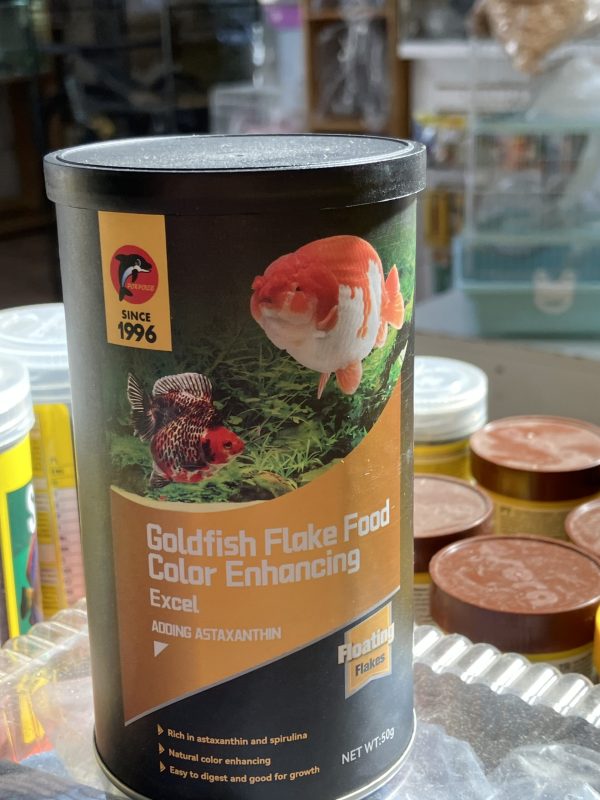 PORPOISE
SINCE
1996
Goldfish Flake Food
Color Enhancing
Excel
ADDING ASTAXANTHIN
Floating
Flakes
Rich in astaxanthin and spirulina
Natural color enhancing
Easy to digest and good for growth
NET WT:50g